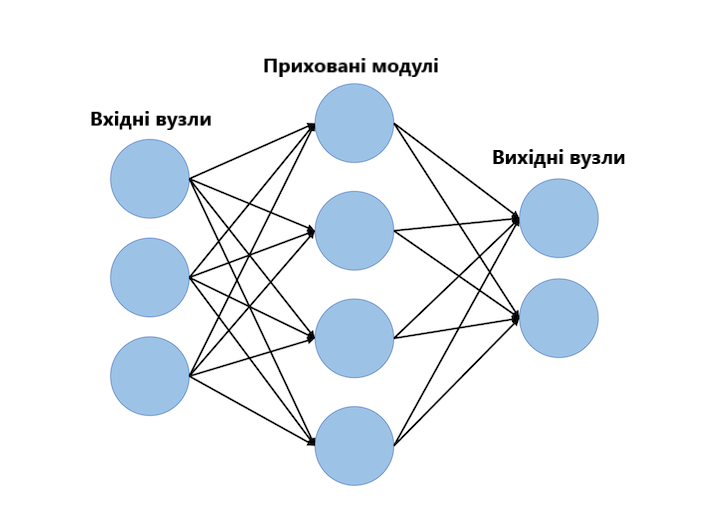 Приховані модулі
Вхідні вузли
Вихідні вузли